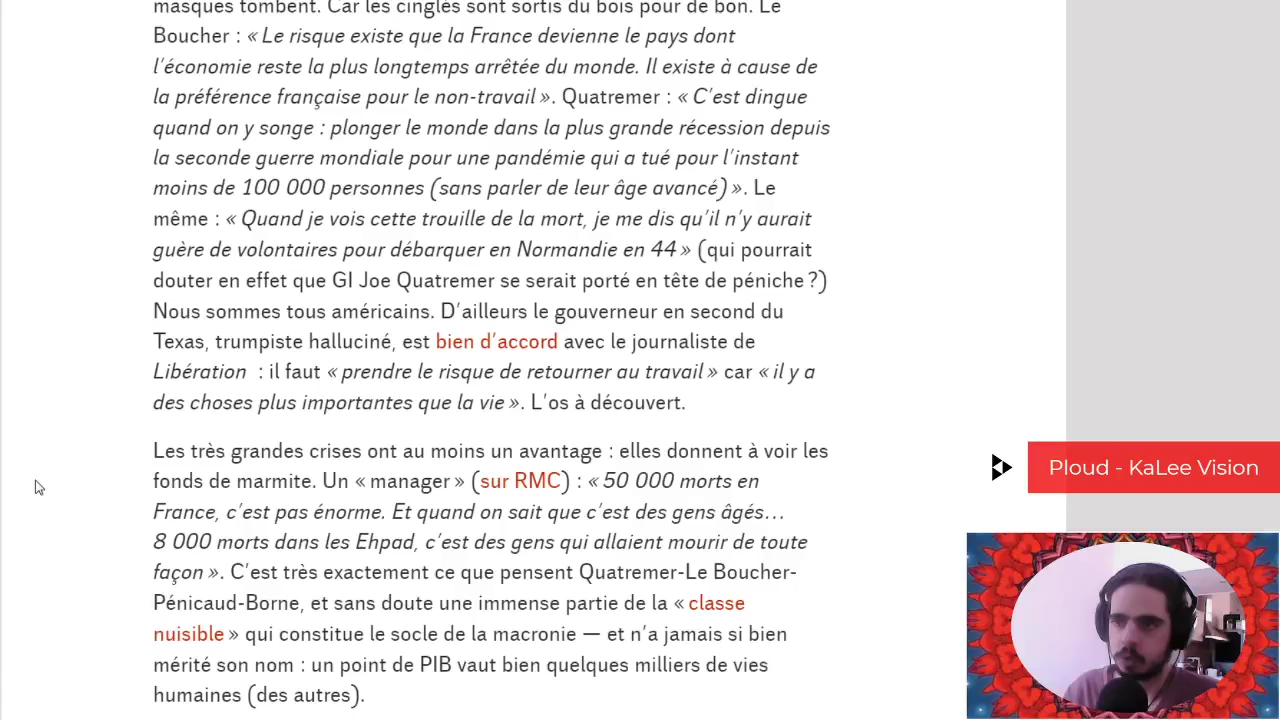 masques tombent. Car les cinglés sont sortis du bois pour de bon. Le
Boucher : « Le risque existe que la France devienne le pays dont
l’économie reste la plus longtemps arrêtée du monde. Il existe à cause de
la préférence française pour le non-travail ». Quatremer : « C’est dingue
quand on y songe : plonger le monde dans la plus grande récession depuis
la seconde guerre mondiale pour une pandémie qui a tué pour l’instant
moins de 100 000 personnes (sans parler de leur âge avancé) ». Le
même : « Quand je vois cette trouille de la mort, je me dis qu’il n’y aurait
guère de volontaires pour débarquer en Normandie en 44 » (qui pourrait
douter en effet que GI Joe Quatremer se serait porté en tête de péniche ?)
Nous sommes tous américains. D’ailleurs le gouverneur en second du
Texas, trumpiste halluciné, est bien d’accord avec le journaliste de
Libération : il faut « prendre le risque de retourner au travail » car « il y a
des choses plus importantes que la vie ». L’os à découvert.
Les très grandes crises ont au moins un avantage : elles donnent à voir les
fonds de marmite. Un « manager » (sur RMC) : « 50 000 morts en
France, c’est pas énorme. Et quand on sait que c’est des gens âgés…
8 000 morts dans les Ehpad, c’est des gens qui allaient mourir de toute
façon ». C’est très exactement ce que pensent Quatremer-Le Boucher-
Pénicaud-Borne, et sans doute une immense partie de la « classe
nuisible » qui constitue le socle de la macronie — et n’a jamais si bien
mérité son nom : un point de PIB vaut bien quelques milliers de vies
humaines (des autres).
Ploud - KaLee Vision